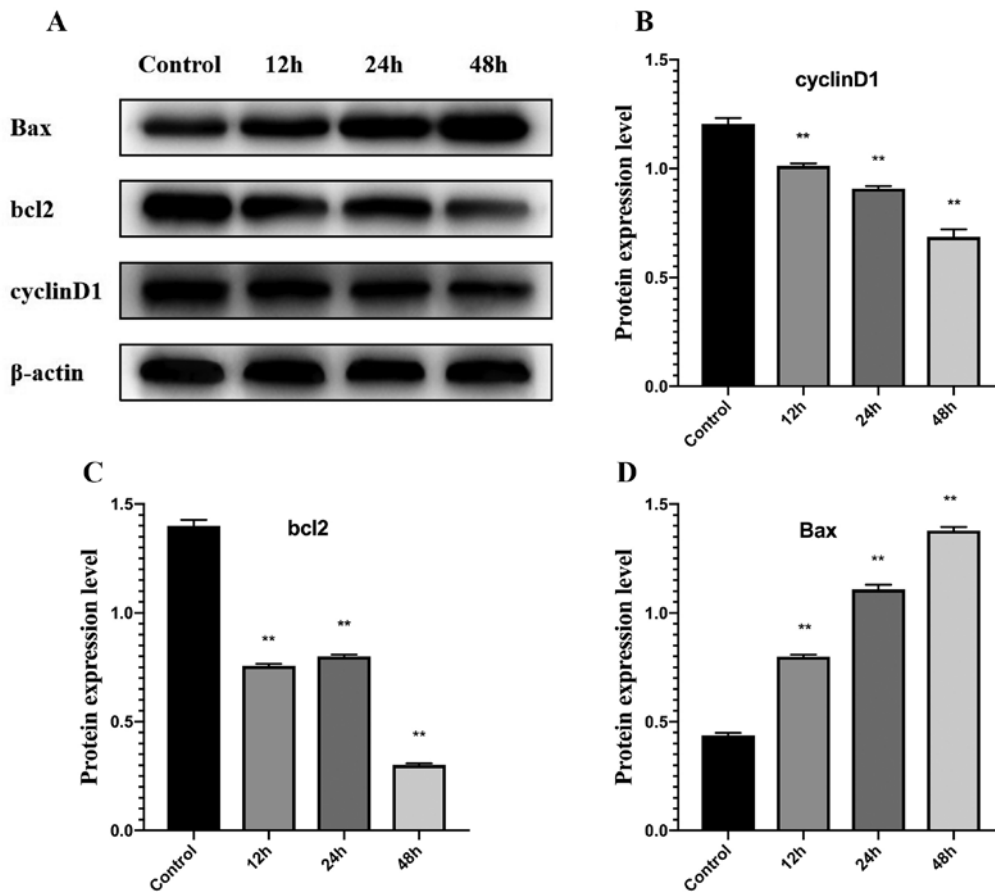 A
Control 12h 24h 48h
Bax
bcl2
cyclinD1
β-actin
B
cyclinD1
Protein expression level
1.5
1.0
0.5
0.0
** ** **
Control 12h 24h 48h
C
bcl2
Protein expression level
1.5
1.0
0.5
0.0
** ** **
Control 12h 24h 48h
D
Bax
Protein expression level
1.5
1.0
0.5
0.0
** ** **
Control 12h 24h 48h